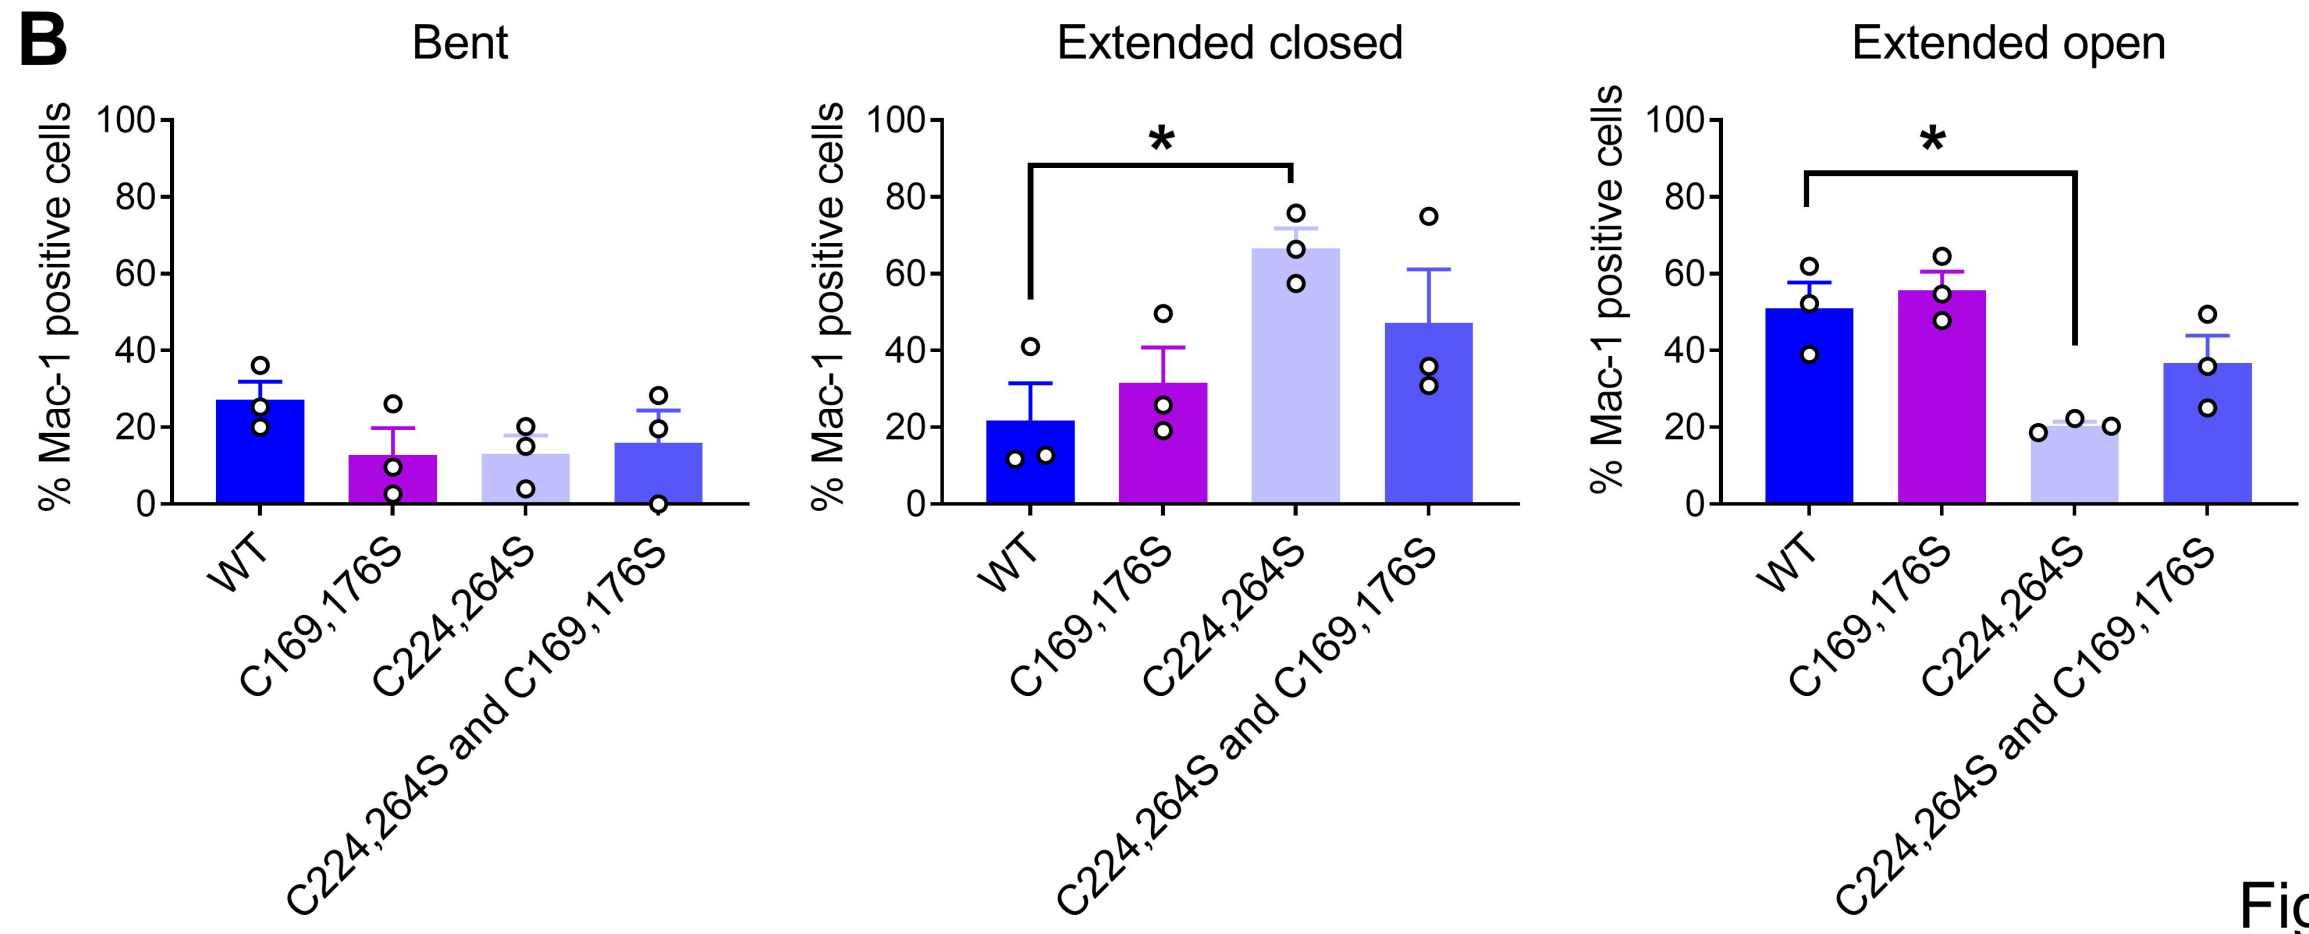 B
Bent
% Mac-1 positive cells
100
80
60
40
20
0
WT
C169,176S
C224,264S
C224,264S and C169,176S
Extended closed
% Mac-1 positive cells
100
80
60
40
20
0
*
WT
C169,176S
C224,264S
C224,264S and C169,176S
Extended open
% Mac-1 positive cells
100
80
60
40
20
0
*
WT
C169,176S
C224,264S
C224,264S and C169,176S